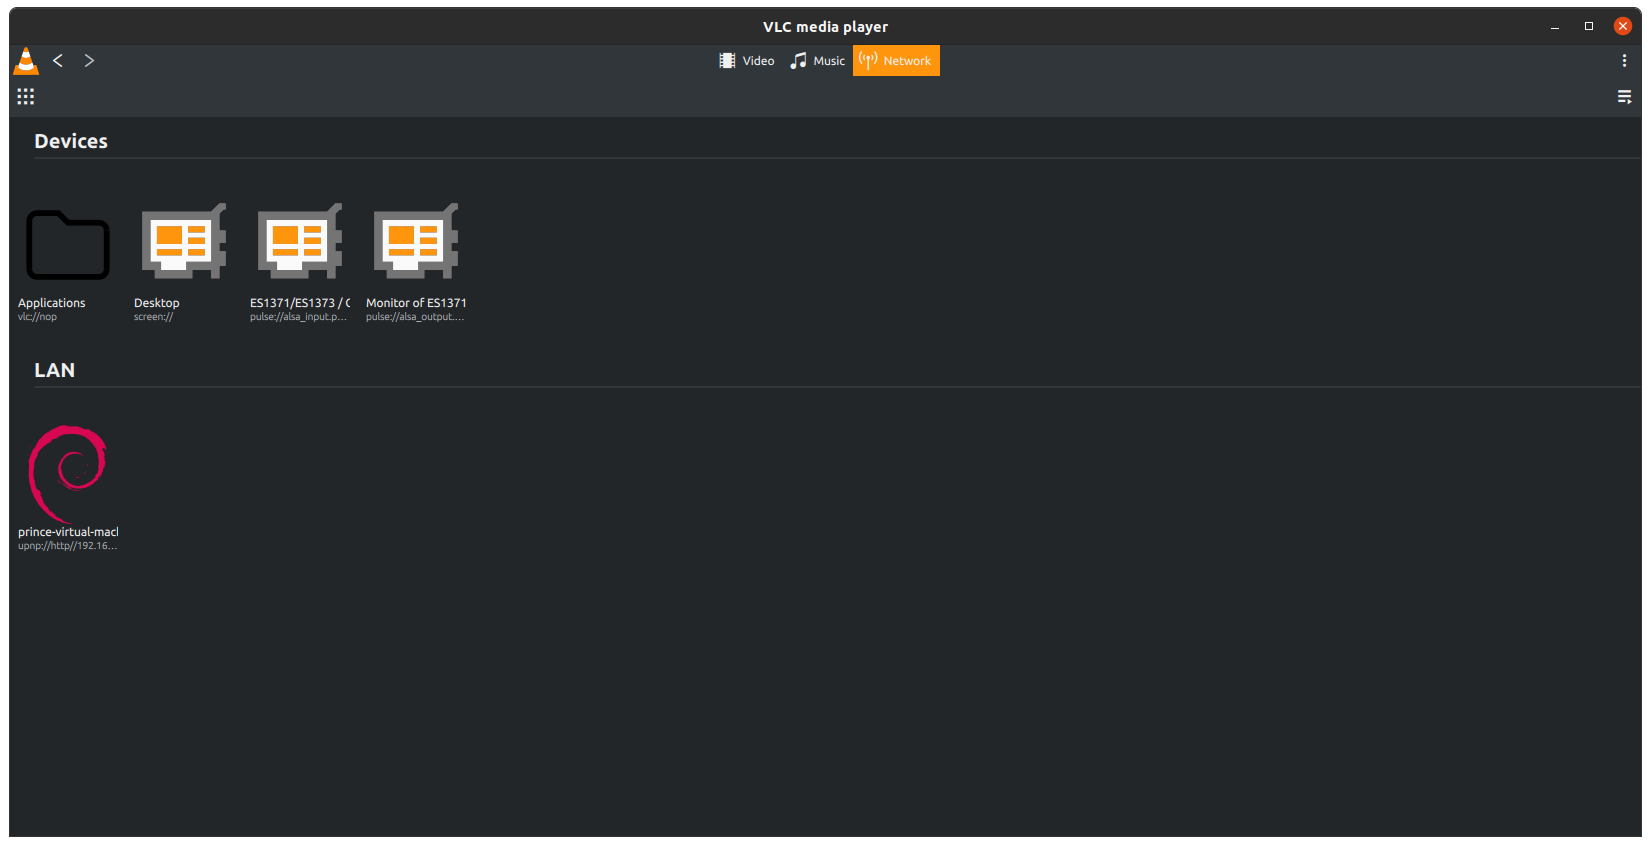 VLC media player
Video Music Network
Devices
Applications Desktop ES1371/ES1373 / Monitor of ES1371
vlc://nop screen:// pulse://alsa_input.p... pulse://alsa_output....
LAN
prince-virtual-mac
upnp://http//192.16...